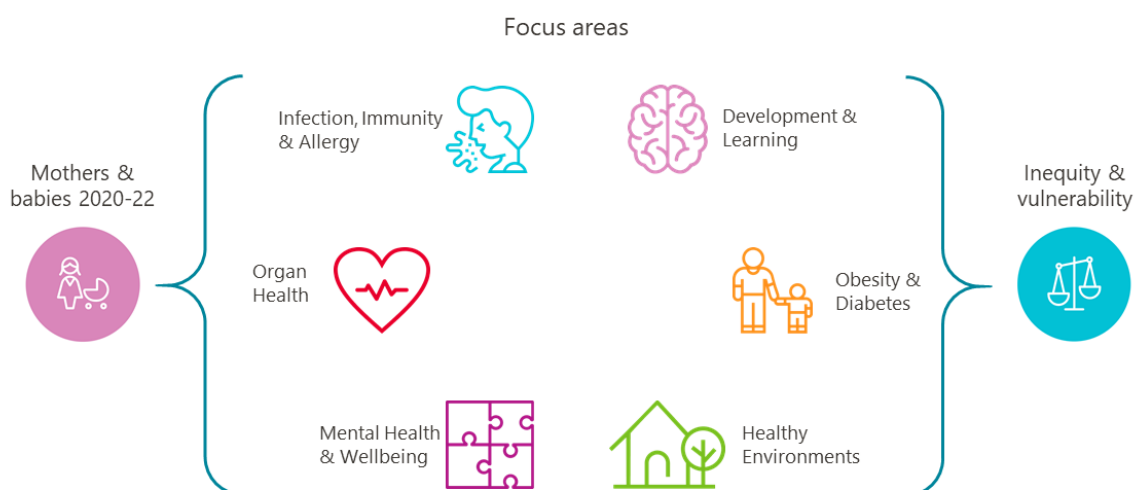 Focus areas
Mothers &
babies 2020-22
Infection, Immunity
& Allergy
Organ
Health
Mental Health
& Wellbeing
Development &
Learning
Obesity &
Diabetes
Healthy
Environments
Inequity &
vulnerability